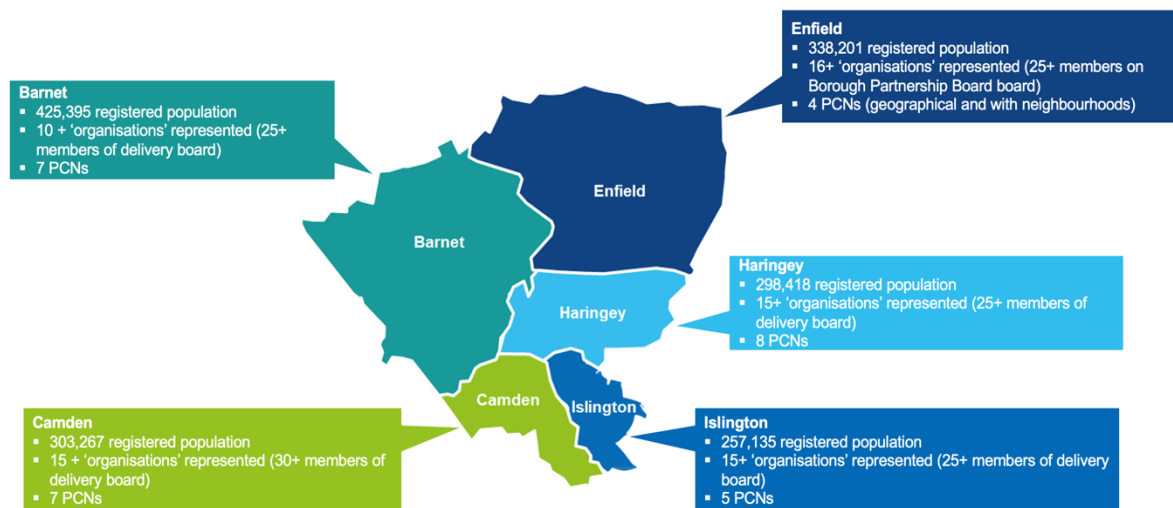 Enfield
▪ 338,201 registered population
▪ 16+ ‘organisations’ represented (25+ members on
Borough Partnership Board board)
▪ 4 PCNs (geographical and with neighbourhoods)
Barnet
▪ 425,395 registered population
▪ 10 + ‘organisations’ represented (25+
members of delivery board)
▪ 7 PCNs
Enfield
Barnet
Haringey
▪ 298,418 registered population
▪ 15+ ‘organisations’ represented (25+ members of
delivery board)
▪ 8 PCNs
Haringey
Camden
Islington
Camden
▪ 303,267 registered population
▪ 15 + ‘organisations’ represented (30+ members of
delivery board)
▪ 7 PCNs
Islington
▪ 257,135 registered population
▪ 15+ ‘organisations’ represented (25+ members of delivery
board)
▪ 5 PCNs